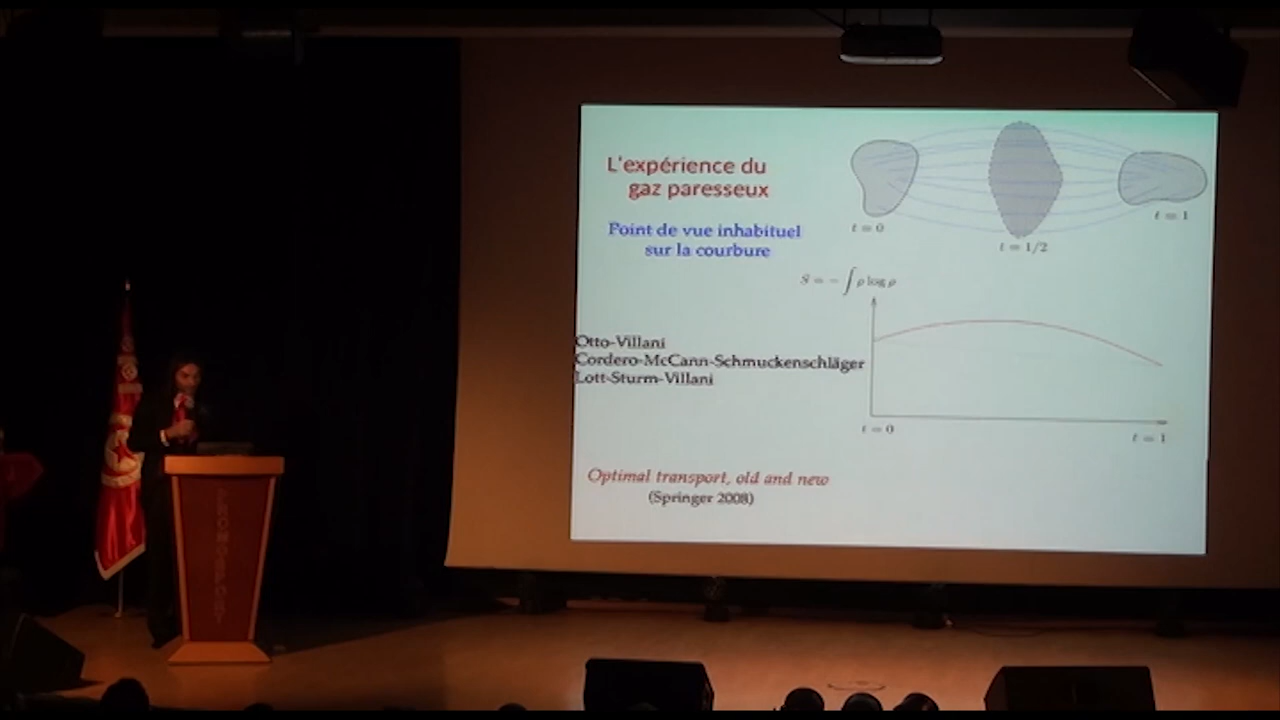 L'expérience du
gaz paresseux
Point de vue inhabituel
sur la courbure
t = 0
t = 1/2
t = 1
S = − ∫ ρ log ρ
Otto-Villani
Cordero-McCann-Schmuckenschläger
Lott-Sturm-Villani
t = 0
t = 1
Optimal transport, old and new
(Springer 2008)